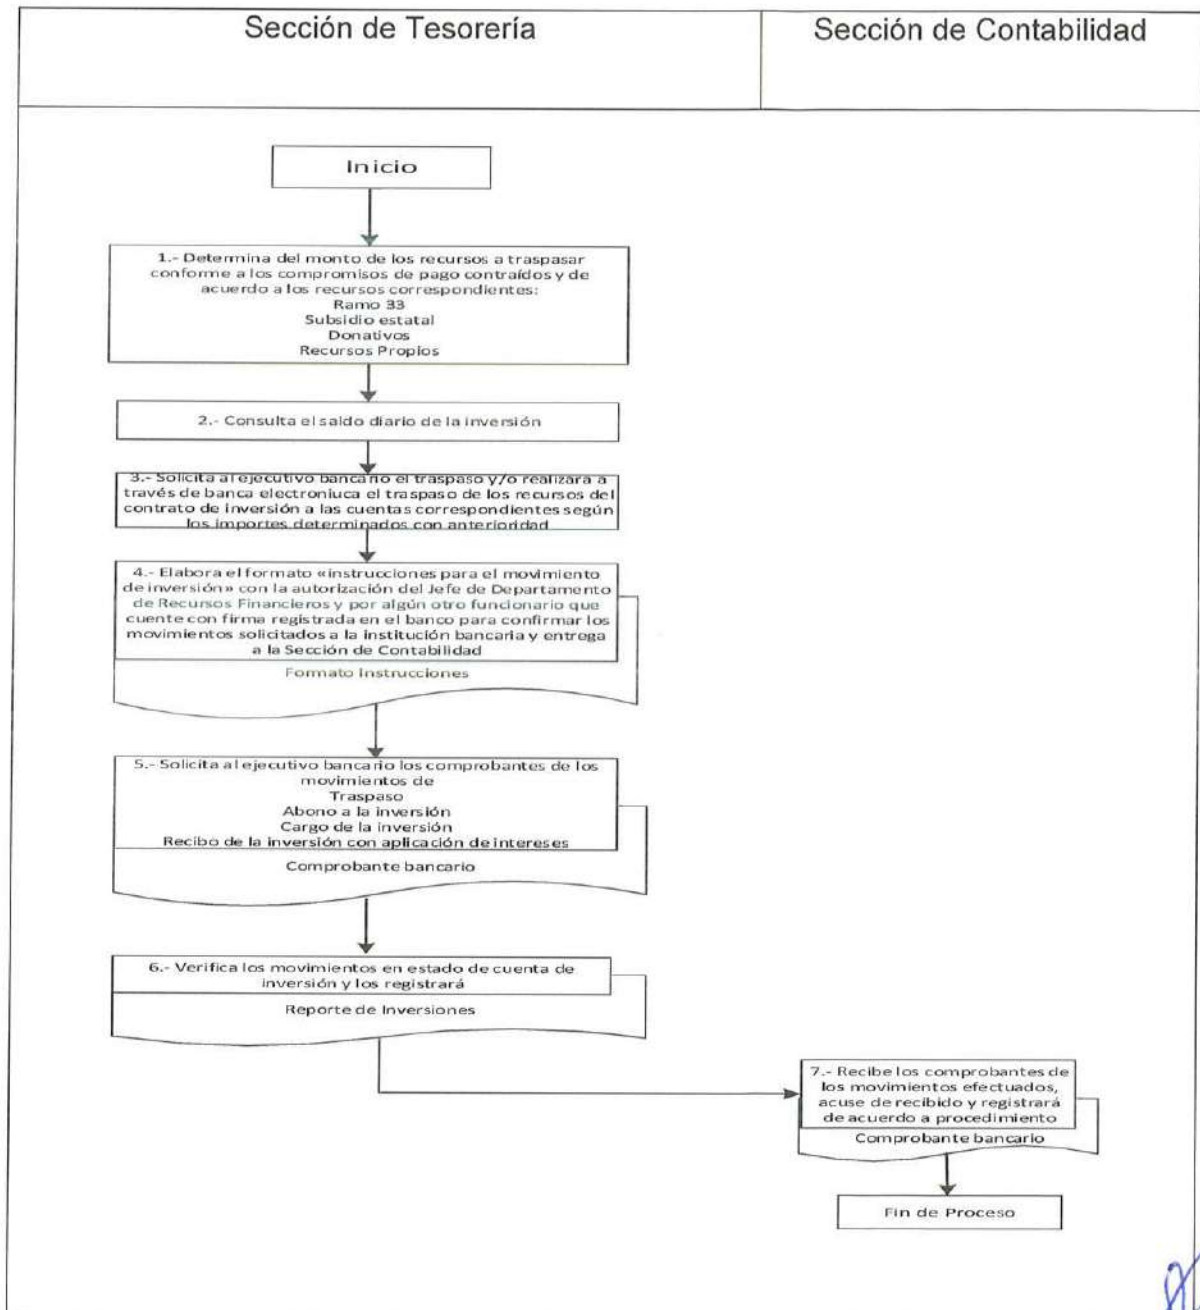 Sección de Tesorería
Sección de Contabilidad
Inicio
1.- Determina del monto de los recursos a traspasar
conforme a los compromisos de pago contraídos y de
acuerdo a los recursos correspondientes:
Ramo 33
Subsidio estatal
Donativos
Recursos Propios
2.- Consulta el saldo diario de la inversión
3.- Solicita al ejecutivo bancario el traspaso y/o realizara a
través de banca electroniuca el traspaso de los recursos del
contrato de inversión a las cuentas correspondientes según
los importes determinados con anterioridad
4.- Elabora el formato «instrucciones para el movimiento
de inversión» con la autorización del Jefe de Departamento
de Recursos Financieros y por algún otro funcionario que
cuente con firma registrada en el banco para confirmar los
movimientos solicitados a la institución bancaria y entrega
a la Sección de Contabilidad
Formato Instrucciones
5.- Solicita al ejecutivo bancario los comprobantes de los
movimientos de
Traspaso
Abono a la inversión
Cargo de la inversión
Recibo de la inversión con aplicación de intereses
Comprobante bancario
6.- Verifica los movimientos en estado de cuenta de
inversión y los registrará
Reporte de Inversiones
7.- Recibe los comprobantes de
los movimientos efectuados,
acuse de recibido y registrará
de acuerdo a procedimiento
Comprobante bancario
Fin de Proceso